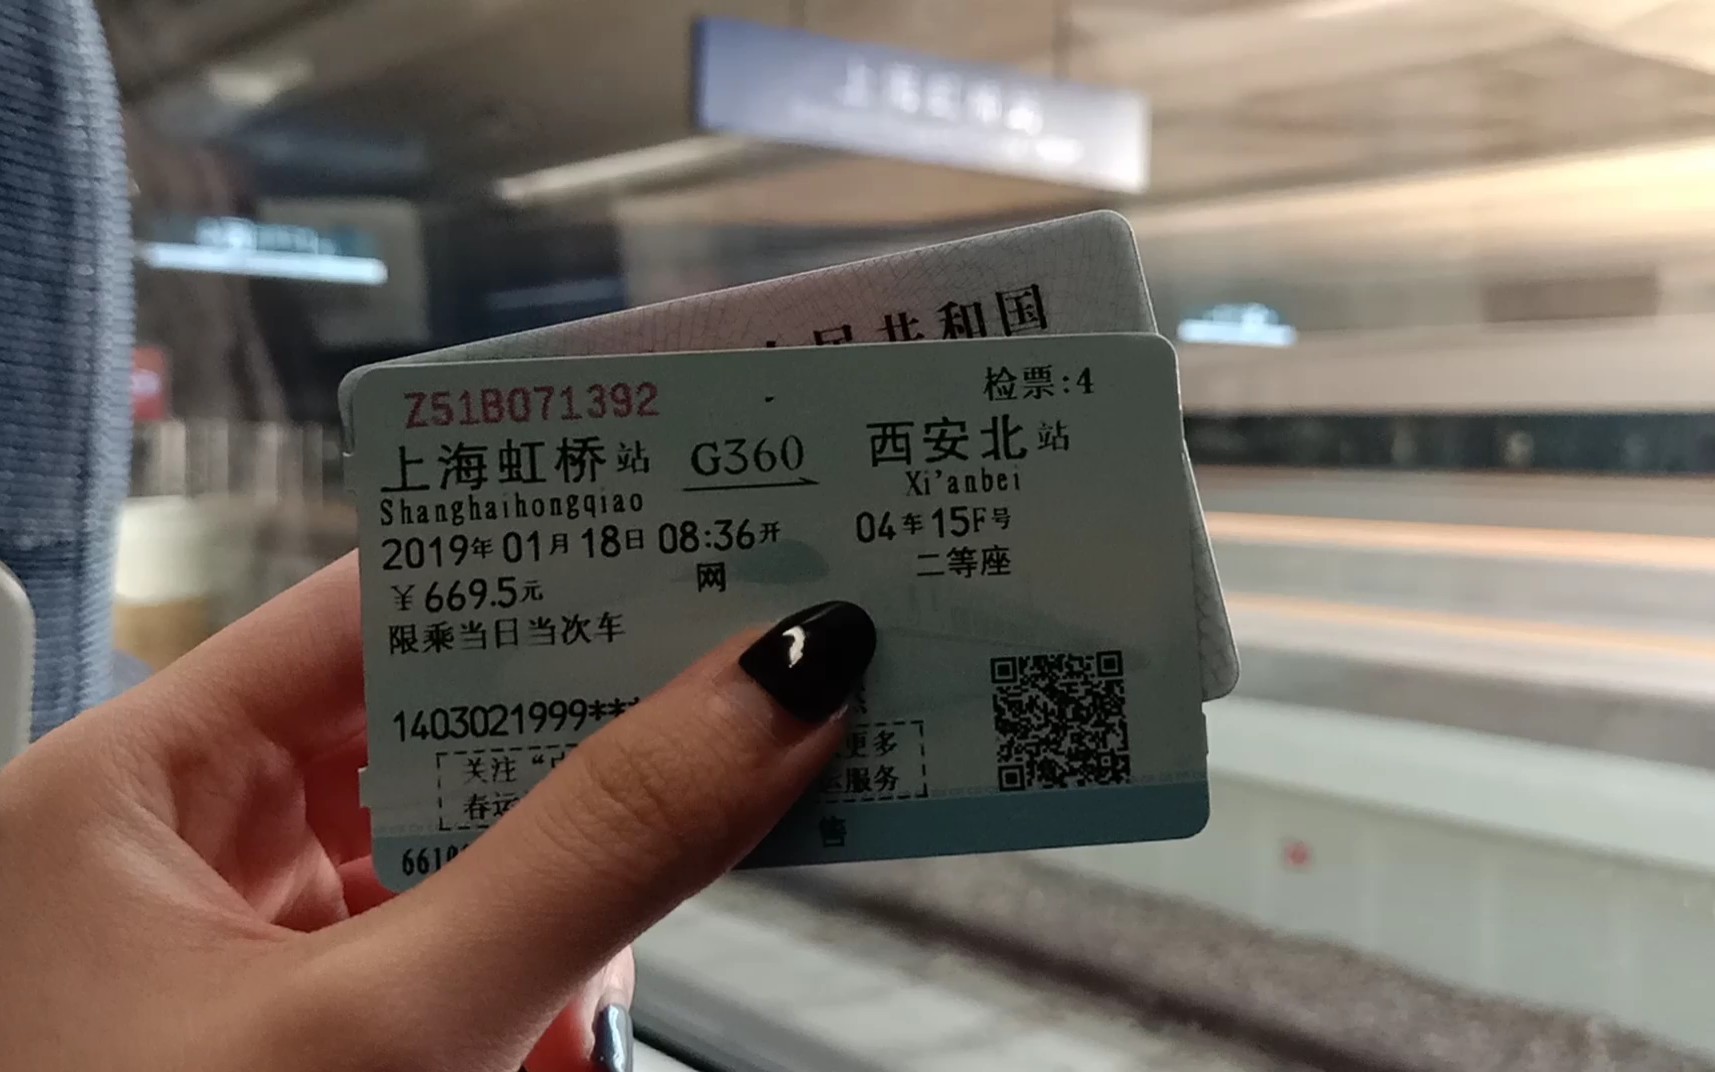 民共和国
Z51B071392
检票:4
上海虹桥站 G360 西安北站
Shanghaihongqiao Xi'anbei
2019年01月18日08:36开 04车15F号
¥669.5元 网 二等座
限乘当日当次车
1403021999***
关注“ 更多
春运 服务
6610 售